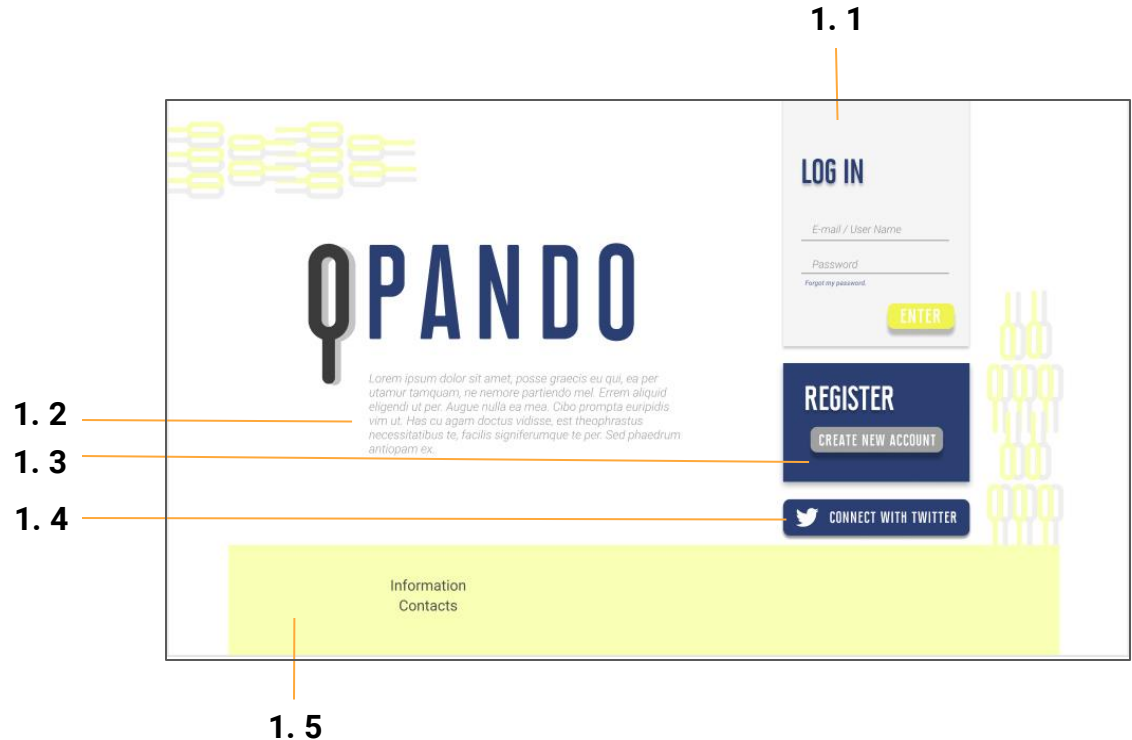 1. 1
LOG IN
E-mail / User Name
Password
Forgot my password.
ENTER
PANDO
Lorem ipsum dolor sit amet, posse graecis eu qui, ea per
utamur tamquam, ne nemore partiendo mel. Errem aliquid
eligendi ut per. Augue nulla ea mea. Cibo prompta euripidis
vim ut. Has cu agam doctus vidisse, est theophrastus
necessitatibus te, facilis signiferumque te per. Sed phaedrum
antiopam ex.
1. 2
1. 3
1. 4
REGISTER
CREATE NEW ACCOUNT
CONNECT WITH TWITTER
Information
Contacts
1. 5